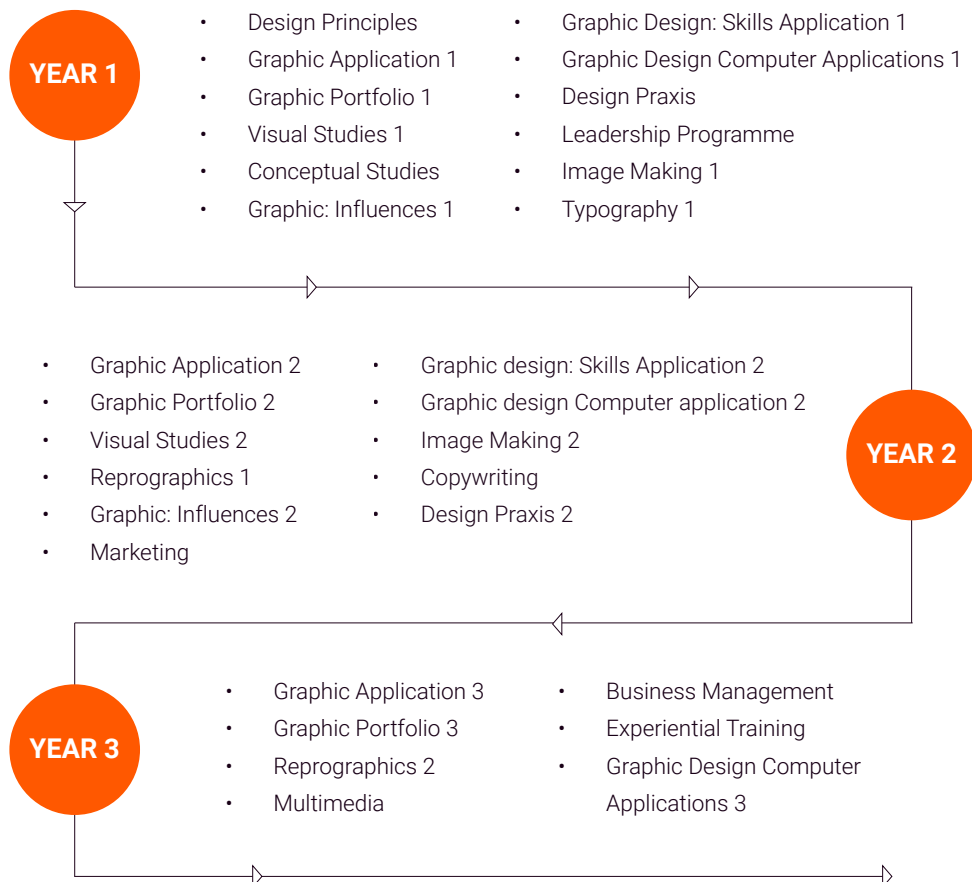 YEAR 1
• Design Principles
• Graphic Application 1
• Graphic Portfolio 1
• Visual Studies 1
• Conceptual Studies
• Graphic: Influences 1
• Graphic Design: Skills Application 1
• Graphic Design Computer Applications 1
• Design Praxis
• Leadership Programme
• Image Making 1
• Typography 1
• Graphic Application 2
• Graphic Portfolio 2
• Visual Studies 2
• Reprographics 1
• Graphic: Influences 2
• Marketing
• Graphic design: Skills Application 2
• Graphic design Computer application 2
• Image Making 2
• Copywriting
• Design Praxis 2
YEAR 2
YEAR 3
• Graphic Application 3
• Graphic Portfolio 3
• Reprographics 2
• Multimedia
• Business Management
• Experiential Training
• Graphic Design Computer
Applications 3